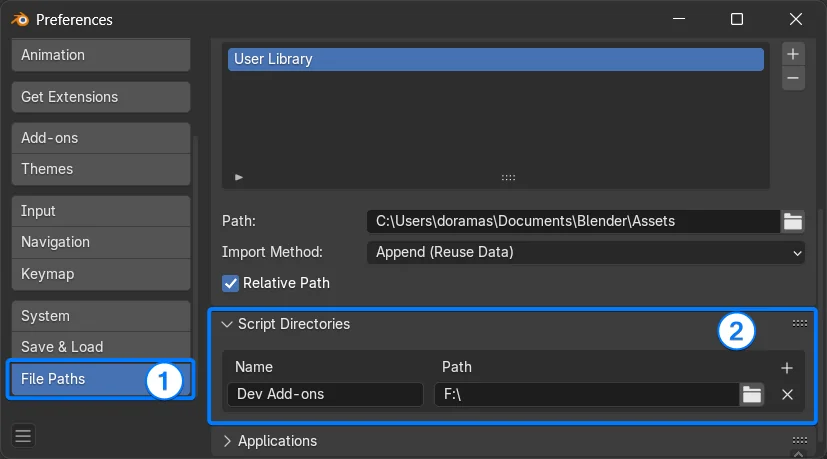 Preferences
Animation
Get Extensions
Add-ons
Themes
Input
Navigation
Keymap
System
Save & Load
File Paths
1
User Library
Path:
C:\Users\doramas\Documents\Blender\Assets
Import Method:
Append (Reuse Data)
Relative Path
Script Directories
2
Name
Path
Dev Add-ons
F:\
Applications